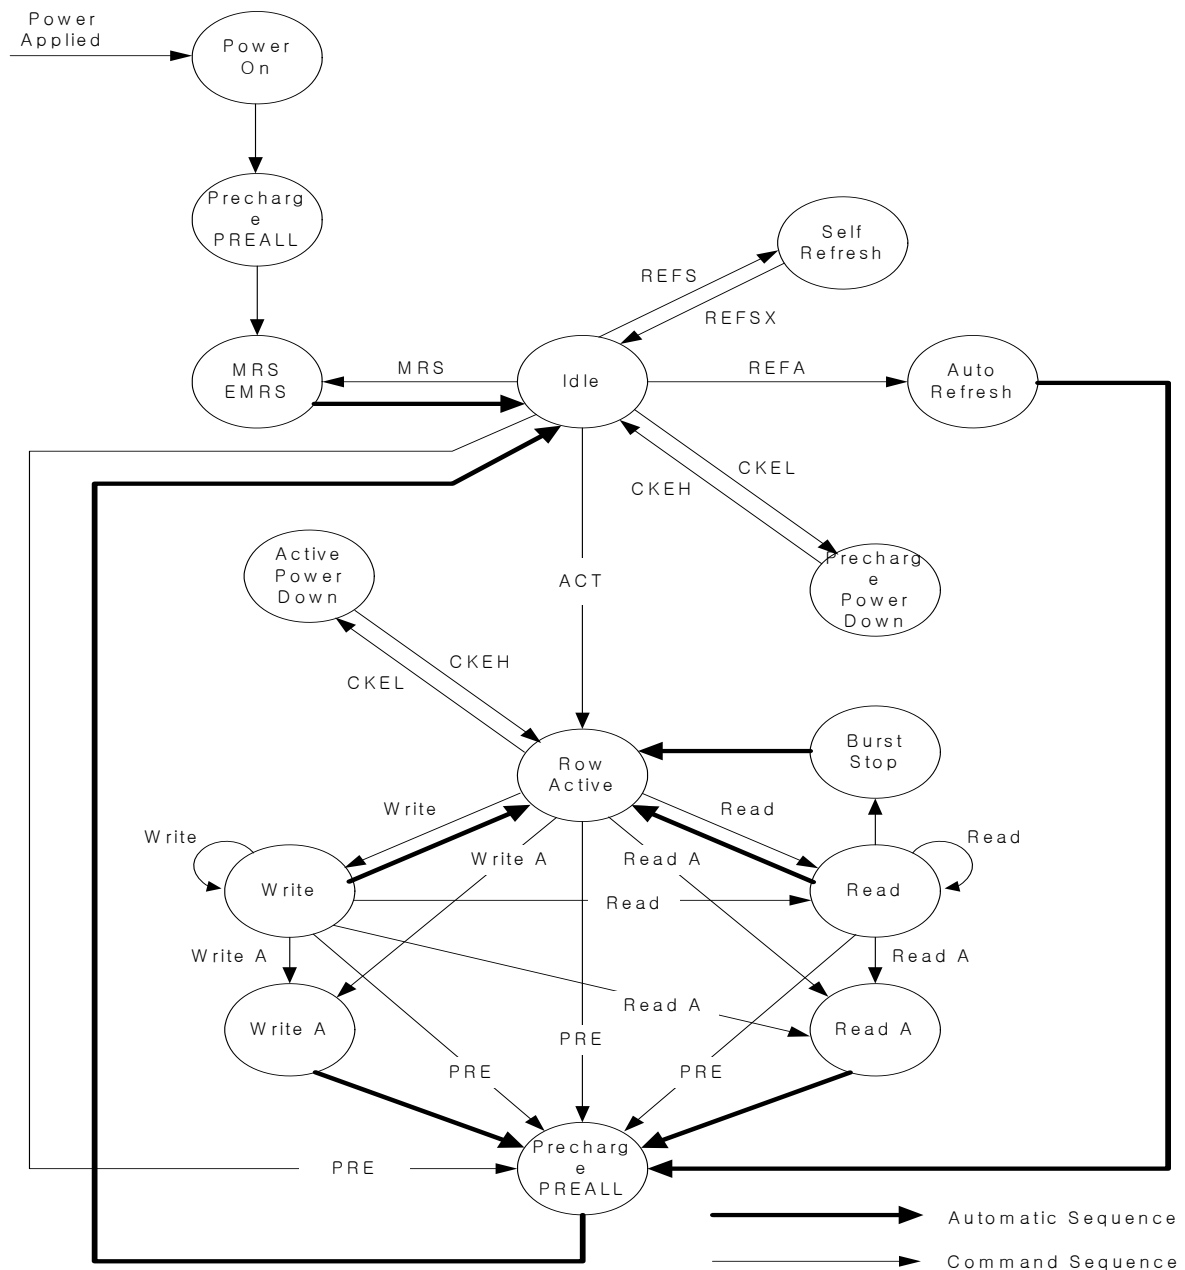 Power
Applied
Power
On
Precharg
e
PREALL
Self
Refresh
REFS
REFSX
MRS
EMRS
MRS
Idle
REFA
Auto
Refresh
CKEL
CKEH
Active
Power
Down
ACT
Precharg
e
Power
Down
CKEH
CKEL
Burst
Stop
Row
Active
Write
Read
Write
Write A
Read A
Read
Write
Read
Read
Write A
Read A
Read A
Write A
Read A
PRE
PRE
PRE
Precharg
e
PREALL
PRE
Automatic Sequence
Command Sequence